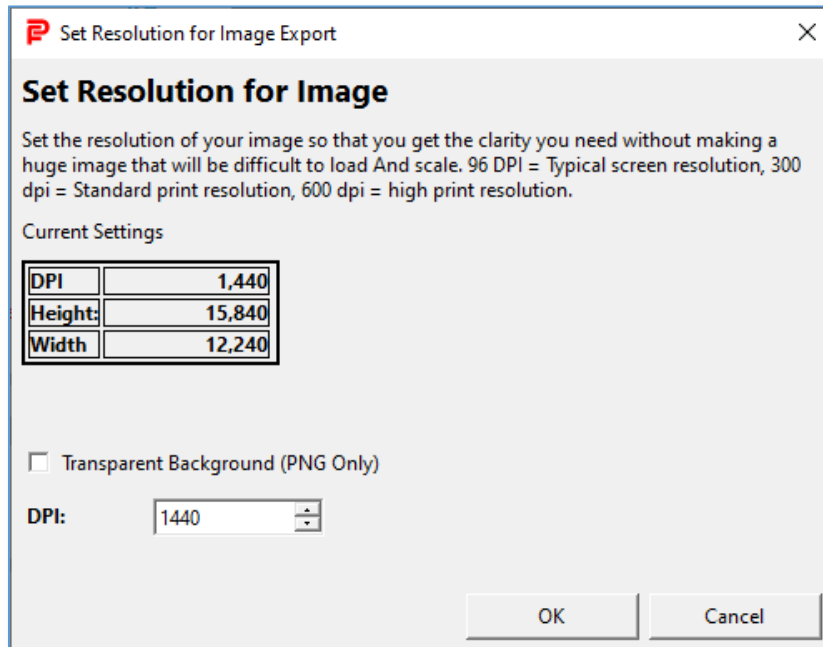 Set Resolution for Image Export
Set Resolution for Image
Set the resolution of your image so that you get the clarity you need without making a
huge image that will be difficult to load And scale. 96 DPI = Typical screen resolution, 300
dpi = Standard print resolution, 600 dpi = high print resolution.
Current Settings
DPI 1,440
Height: 15,840
Width 12,240
Transparent Background (PNG Only)
DPI: 1440
OK Cancel